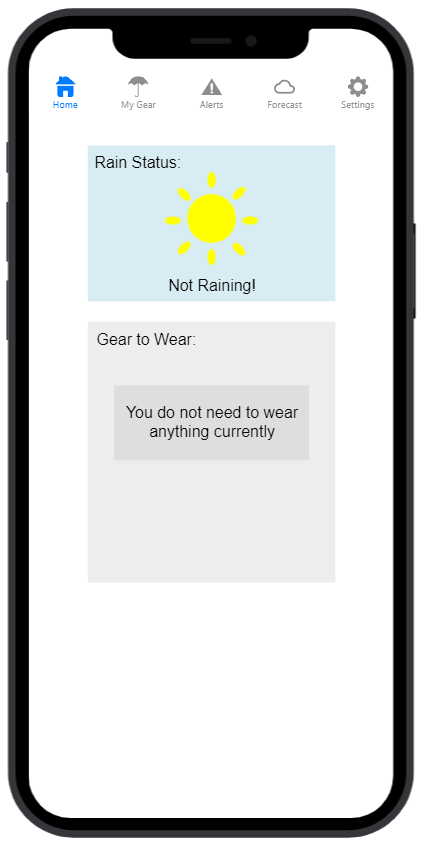 Home My Gear Alerts Forecast Settings
Rain Status:
Not Raining!
Gear to Wear:
You do not need to wear
anything currently